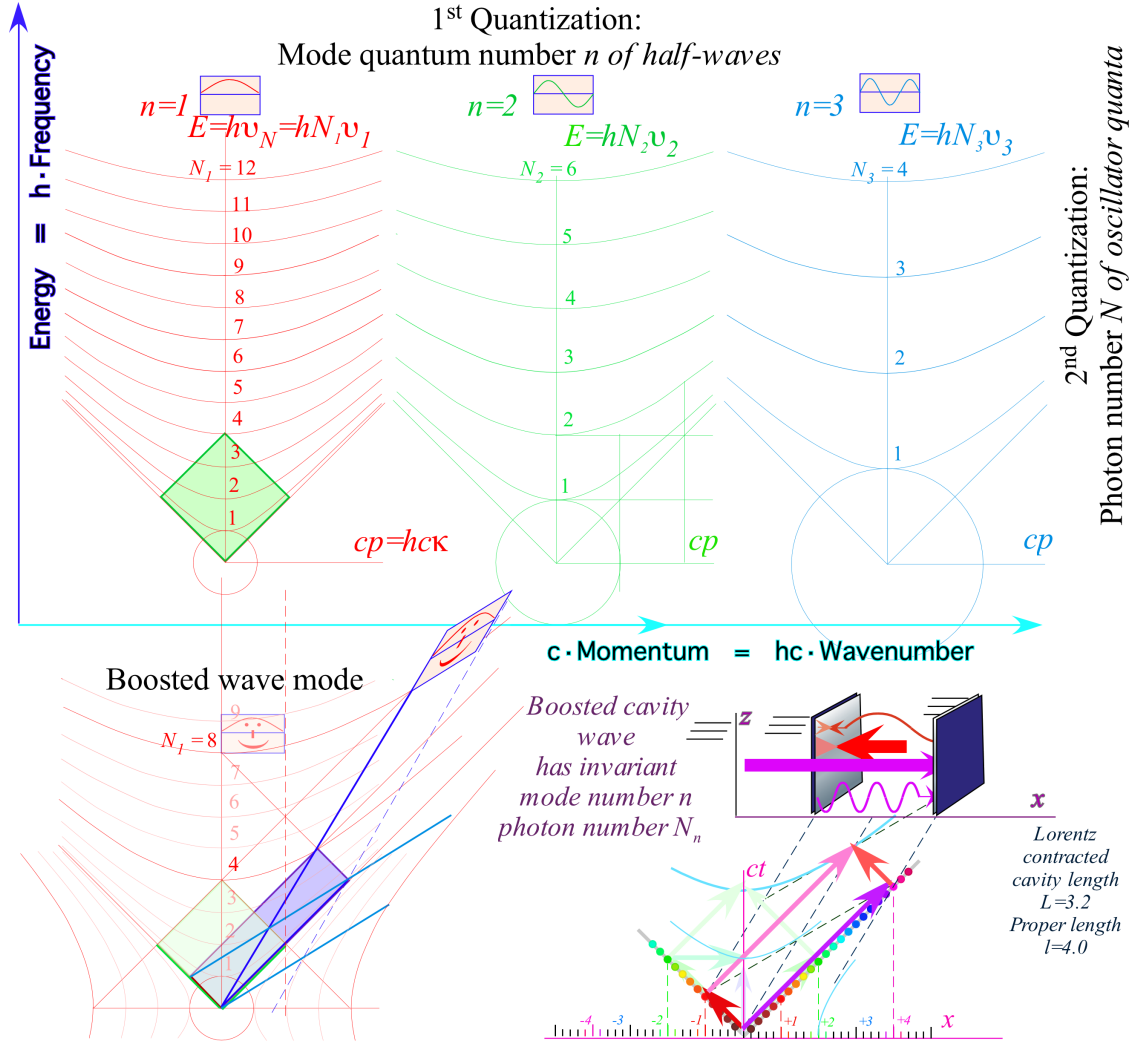 1st Quantization:
Mode quantum number n of half-waves
Energy = h·Frequency
n=1
E=hυN=hN1υ1
N1 = 12
11
10
9
8
7
6
5
4
3
2
1
cp=hcκ
n=2
E=hN2υ2
N2 = 6
5
4
3
2
1
cp
n=3
E=hN3υ3
N3 = 4
3
2
1
cp
2nd Quantization:
Photon number N of oscillator quanta
c·Momentum = hc·Wavenumber
Boosted wave mode
9
N1 = 8
7
6
5
4
3
2
1
Boosted cavity
wave
has invariant
mode number n
photon number Nn
z
x
Lorentz
contracted
cavity length
L=3.2
Proper length
l=4.0
ct
-4
-3
-2
-1
+1
+2
+3
+4
x